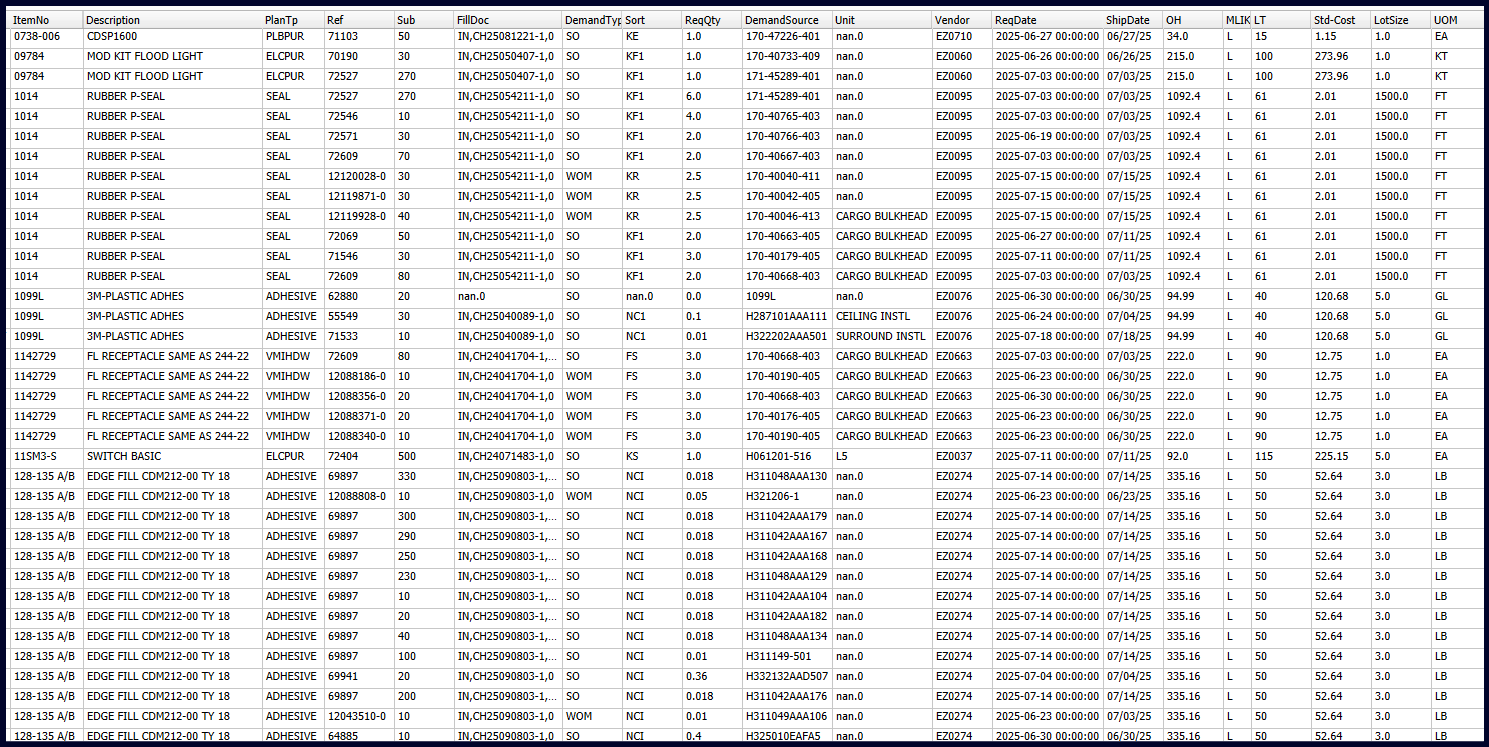 ItemNo Description PlanTp Ref Sub FillDoc DemandTyp Sort ReqQty DemandSource Unit Vendor ReqDate ShipDate OH MLIK LT Std-Cost LotSize UOM
0738-006 CDSP1600 PLBPUR 71103 50 IN,CH25081221-1,0 SO KE 1.0 170-47226-401 nan.0 EZ0710 2025-06-27 00:00:00 06/27/25 34.0 L 15 1.15 1.0 EA
09784 MOD KIT FLOOD LIGHT ELCPUR 70190 30 IN,CH25050407-1,0 SO KF1 1.0 170-40733-409 nan.0 EZ0060 2025-06-26 00:00:00 06/26/25 215.0 L 100 273.96 1.0 KT
09784 MOD KIT FLOOD LIGHT ELCPUR 72527 270 IN,CH25050407-1,0 SO KF1 1.0 171-45289-401 nan.0 EZ0060 2025-07-03 00:00:00 07/03/25 215.0 L 100 273.96 1.0 KT
1014 RUBBER P-SEAL SEAL 72527 270 IN,CH25054211-1,0 SO KF1 6.0 171-45289-401 nan.0 EZ0095 2025-07-03 00:00:00 07/03/25 1092.4 L 61 2.01 1500.0 FT
1014 RUBBER P-SEAL SEAL 72546 10 IN,CH25054211-1,0 SO KF1 4.0 170-40765-403 nan.0 EZ0095 2025-07-03 00:00:00 07/03/25 1092.4 L 61 2.01 1500.0 FT
1014 RUBBER P-SEAL SEAL 72571 30 IN,CH25054211-1,0 SO KF1 2.0 170-40766-403 nan.0 EZ0095 2025-06-19 00:00:00 07/03/25 1092.4 L 61 2.01 1500.0 FT
1014 RUBBER P-SEAL SEAL 72609 70 IN,CH25054211-1,0 SO KF1 2.0 170-40667-403 nan.0 EZ0095 2025-07-03 00:00:00 07/03/25 1092.4 L 61 2.01 1500.0 FT
1014 RUBBER P-SEAL SEAL 12120028-0 30 IN,CH25054211-1,0 WOM KR 2.5 170-40040-411 nan.0 EZ0095 2025-07-15 00:00:00 07/15/25 1092.4 L 61 2.01 1500.0 FT
1014 RUBBER P-SEAL SEAL 12119871-0 30 IN,CH25054211-1,0 WOM KR 2.5 170-40042-405 nan.0 EZ0095 2025-07-15 00:00:00 07/15/25 1092.4 L 61 2.01 1500.0 FT
1014 RUBBER P-SEAL SEAL 12119928-0 40 IN,CH25054211-1,0 WOM KR 2.5 170-40046-413 CARGO BULKHEAD EZ0095 2025-07-15 00:00:00 07/15/25 1092.4 L 61 2.01 1500.0 FT
1014 RUBBER P-SEAL SEAL 72069 50 IN,CH25054211-1,0 SO KF1 2.0 170-40663-405 CARGO BULKHEAD EZ0095 2025-06-27 00:00:00 07/11/25 1092.4 L 61 2.01 1500.0 FT
1014 RUBBER P-SEAL SEAL 71546 30 IN,CH25054211-1,0 SO KF1 3.0 170-40179-405 CARGO BULKHEAD EZ0095 2025-07-11 00:00:00 07/11/25 1092.4 L 61 2.01 1500.0 FT
1014 RUBBER P-SEAL SEAL 72609 80 IN,CH25054211-1,0 SO KF1 2.0 170-40668-403 CARGO BULKHEAD EZ0095 2025-07-03 00:00:00 07/03/25 1092.4 L 61 2.01 1500.0 FT
1099L 3M-PLASTIC ADHES ADHESIVE 62880 20 nan.0 SO nan.0 0.0 1099L nan.0 EZ0076 2025-06-30 00:00:00 06/30/25 94.99 L 40 120.68 5.0 GL
1099L 3M-PLASTIC ADHES ADHESIVE 55549 30 IN,CH25040089-1,0 SO NC1 0.1 H287101AAA111 CEILING INSTL EZ0076 2025-06-24 00:00:00 07/04/25 94.99 L 40 120.68 5.0 GL
1099L 3M-PLASTIC ADHES ADHESIVE 71533 10 IN,CH25040089-1,0 SO NC1 0.01 H322202AAA501 SURROUND INSTL EZ0076 2025-07-18 00:00:00 07/18/25 94.99 L 40 120.68 5.0 GL
1142729 FL RECEPTACLE SAME AS 244-22 VMIHDW 72609 80 IN,CH24041704-1,... SO FS 3.0 170-40668-403 CARGO BULKHEAD EZ0663 2025-07-03 00:00:00 07/03/25 222.0 L 90 12.75 1.0 EA
1142729 FL RECEPTACLE SAME AS 244-22 VMIHDW 12088186-0 10 IN,CH24041704-1,0 WOM FS 3.0 170-40190-405 CARGO BULKHEAD EZ0663 2025-06-23 00:00:00 06/30/25 222.0 L 90 12.75 1.0 EA
1142729 FL RECEPTACLE SAME AS 244-22 VMIHDW 12088356-0 20 IN,CH24041704-1,0 WOM FS 3.0 170-40668-403 CARGO BULKHEAD EZ0663 2025-06-23 00:00:00 06/30/25 222.0 L 90 12.75 1.0 EA
1142729 FL RECEPTACLE SAME AS 244-22 VMIHDW 12088371-0 20 IN,CH24041704-1,0 WOM FS 3.0 170-40176-405 CARGO BULKHEAD EZ0663 2025-06-23 00:00:00 06/30/25 222.0 L 90 12.75 1.0 EA
1142729 FL RECEPTACLE SAME AS 244-22 VMIHDW 12088340-0 10 IN,CH24041704-1,0 WOM FS 3.0 170-40190-405 CARGO BULKHEAD EZ0663 2025-06-23 00:00:00 06/30/25 222.0 L 90 12.75 1.0 EA
11SM3-S SWITCH BASIC ELCPUR 72404 500 IN,CH24071483-1,0 SO KS 1.0 H061201-516 L5 EZ0037 2025-07-11 00:00:00 07/11/25 92.0 L 115 225.15 5.0 EA
128-135 A/B EDGE FILL CDM212-00 TY 18 ADHESIVE 69897 330 IN,CH25090803-1,... SO NCI 0.018 H311048AAA130 nan.0 EZ0274 2025-07-14 00:00:00 07/14/25 335.16 L 50 52.64 3.0 LB
128-135 A/B EDGE FILL CDM212-00 TY 18 ADHESIVE 12088808-0 10 IN,CH25090803-1,0 WOM NCI 0.05 H321206-1 nan.0 EZ0274 2025-06-23 00:00:00 06/23/25 335.16 L 50 52.64 3.0 LB
128-135 A/B EDGE FILL CDM212-00 TY 18 ADHESIVE 69897 300 IN,CH25090803-1,... SO NCI 0.018 H311042AAA179 nan.0 EZ0274 2025-07-14 00:00:00 07/14/25 335.16 L 50 52.64 3.0 LB
128-135 A/B EDGE FILL CDM212-00 TY 18 ADHESIVE 69897 290 IN,CH25090803-1,... SO NCI 0.018 H311042AAA167 nan.0 EZ0274 2025-07-14 00:00:00 07/14/25 335.16 L 50 52.64 3.0 LB
128-135 A/B EDGE FILL CDM212-00 TY 18 ADHESIVE 69897 250 IN,CH25090803-1,... SO NCI 0.018 H311042AAA168 nan.0 EZ0274 2025-07-14 00:00:00 07/14/25 335.16 L 50 52.64 3.0 LB
128-135 A/B EDGE FILL CDM212-00 TY 18 ADHESIVE 69897 230 IN,CH25090803-1,... SO NCI 0.018 H311048AAA129 nan.0 EZ0274 2025-07-14 00:00:00 07/14/25 335.16 L 50 52.64 3.0 LB
128-135 A/B EDGE FILL CDM212-00 TY 18 ADHESIVE 69897 10 IN,CH25090803-1,... SO NCI 0.018 H311042AAA104 nan.0 EZ0274 2025-07-14 00:00:00 07/14/25 335.16 L 50 52.64 3.0 LB
128-135 A/B EDGE FILL CDM212-00 TY 18 ADHESIVE 69897 20 IN,CH25090803-1,... SO NCI 0.018 H311042AAA182 nan.0 EZ0274 2025-07-14 00:00:00 07/14/25 335.16 L 50 52.64 3.0 LB
128-135 A/B EDGE FILL CDM212-00 TY 18 ADHESIVE 69897 40 IN,CH25090803-1,... SO NCI 0.018 H311048AAA134 nan.0 EZ0274 2025-07-14 00:00:00 07/14/25 335.16 L 50 52.64 3.0 LB
128-135 A/B EDGE FILL CDM212-00 TY 18 ADHESIVE 69897 100 IN,CH25090803-1,... SO NCI 0.01 H311149-501 nan.0 EZ0274 2025-07-14 00:00:00 07/14/25 335.16 L 50 52.64 3.0 LB
128-135 A/B EDGE FILL CDM212-00 TY 18 ADHESIVE 69941 20 IN,CH25090803-1,... SO NCI 0.36 H332132AAD507 nan.0 EZ0274 2025-07-04 00:00:00 07/04/25 335.16 L 50 52.64 3.0 LB
128-135 A/B EDGE FILL CDM212-00 TY 18 ADHESIVE 69897 200 IN,CH25090803-1,... SO NCI 0.018 H311042AAA176 nan.0 EZ0274 2025-07-14 00:00:00 07/14/25 335.16 L 50 52.64 3.0 LB
128-135 A/B EDGE FILL CDM212-00 TY 18 ADHESIVE 12043510-0 10 IN,CH25090803-1,0 WOM NCI 0.01 H311049AAA106 nan.0 EZ0274 2025-06-23 00:00:00 07/03/25 335.16 L 50 52.64 3.0 LB
128-135 A/B EDGE FILL CDM212-00 TY 18 ADHESIVE 64885 10 IN,CH25090803-1,0 SO NCI 0.4 H325010EAFA5 nan.0 EZ0274 2025-06-30 00:00:00 06/30/25 335.16 L 50 52.64 3.0 LB